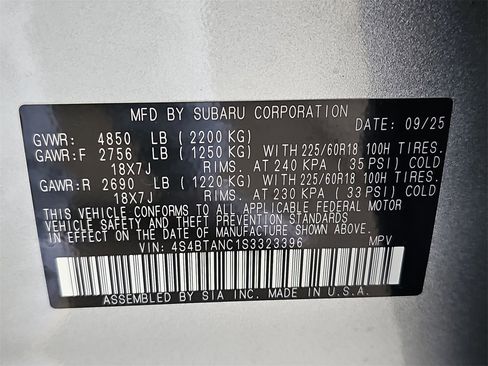 MFD BY SUBARU CORPORATION
DATE: 09/25
GVWR: 4850 LB ( 2200 KG)
GAWR:F 2756 LB ( 1250 KG) WITH 225/60R18 100H TIRES.
18X7J RIMS. AT 240 KPA ( 35 PSI) COLD
GAWR:R 2690 LB ( 1220 KG) WITH 225/60R18 100H TIRES.
18X7J RIMS. AT 230 KPA ( 33 PSI) COLD
THIS VEHICLE CONFORMS TO ALL APPLICABLE FEDERAL MOTOR
VEHICLE SAFETY, BUMPER, AND THEFT PREVENTION STANDARDS
IN EFFECT ON THE DATE OF MANUFACTURE SHOWN ABOVE.
VIN: 4S4BTANC1S3323396 MPV
ASSEMBLED BY SIA INC. MADE IN U.S.A.